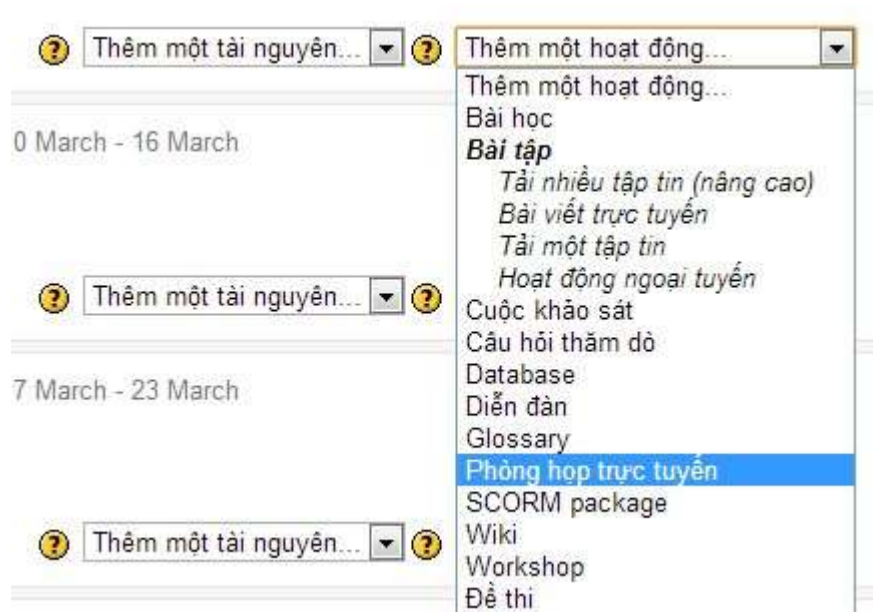 Thêm một tài nguyên... Thêm một hoạt động...
Thêm một hoạt động...
Bài học
0 March - 16 March
Bài tập
Tải nhiều tập tin (nâng cao)
Bài viết trực tuyến
Tải một tập tin
Hoạt động ngoại tuyến
Thêm một tài nguyên...
Cuộc khảo sát
Câu hỏi thăm dò
Database
7 March - 23 March
Diễn đàn
Glossary
Phòng họp trực tuyến
SCORM package
Wiki
Thêm một tài nguyên...
Workshop
Đề thi